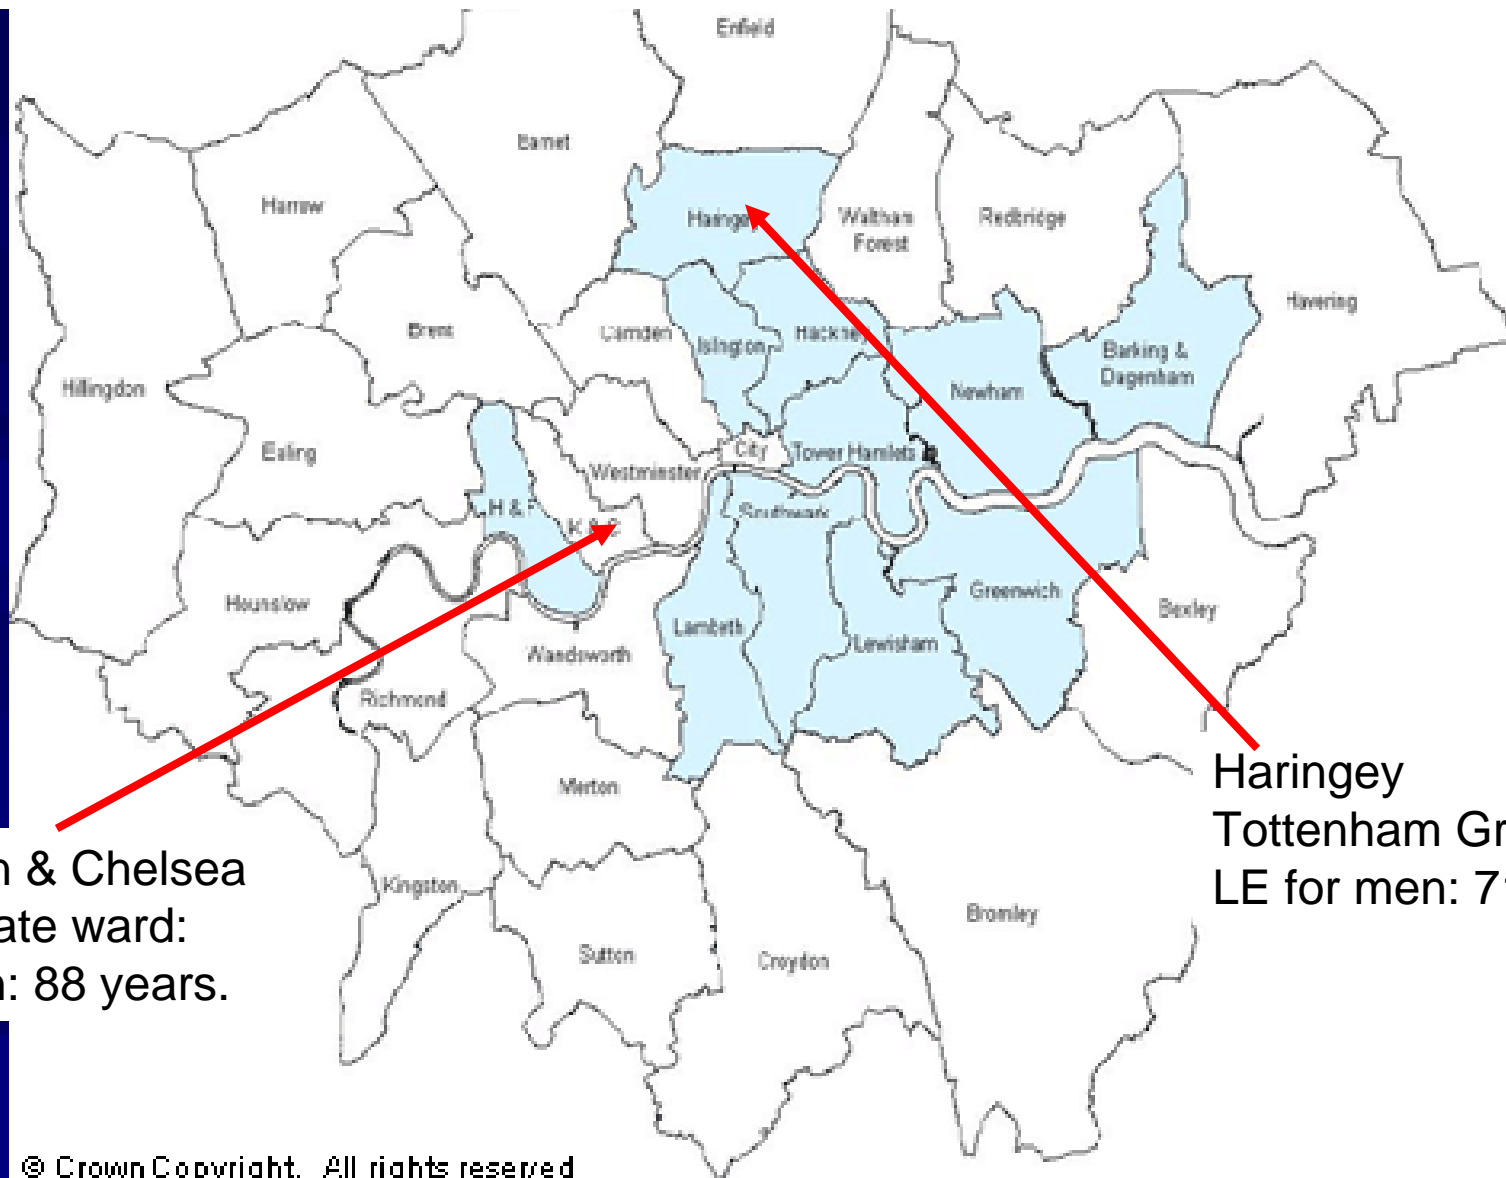 Enfield
Barnet
Harrow
Haringey
Waltham
Forest
Redbridge
Havering
Brent
Camden
Islington
Hackney
Barking &
Dagenham
Hillingdon
Newham
Ealing
City
Tower Hamlets
Westminster
H & F
K & C
Southwark
Hounslow
Greenwich
Bexley
Lambeth
Lewisham
Wandsworth
Richmond
Merton
Haringey
Tottenham Gr
LE for men: 7
n & Chelsea
ate ward:
n: 88 years.
Kingston
Bromley
Sutton
Croydon
© Crown Copyright. All rights reserved